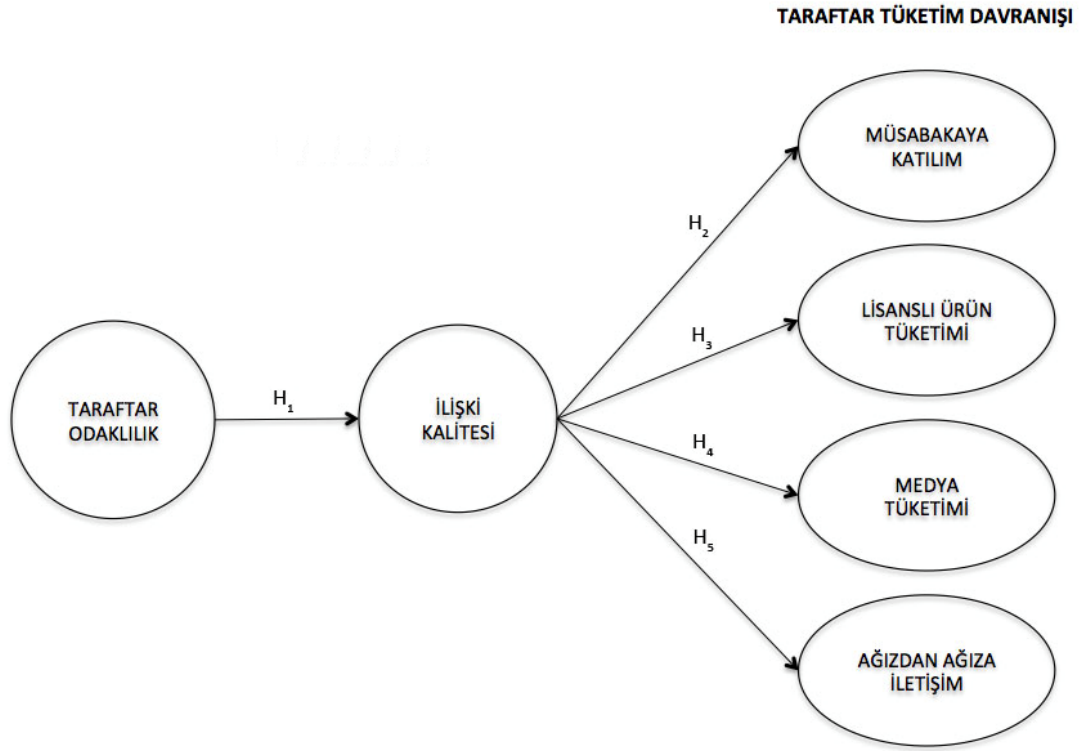 TARAFTAR TÜKETİM DAVRANIŞI
MÜSABAKAYA
KATILIM
H2
LİSANSLI ÜRÜN
TÜKETİMİ
H3
TARAFTAR
ODAKLILIK
H1
İLİŞKİ
KALİTESİ
H4
MEDYA
TÜKETİMİ
H5
AĞIZDAN AĞIZA
İLETİŞİM